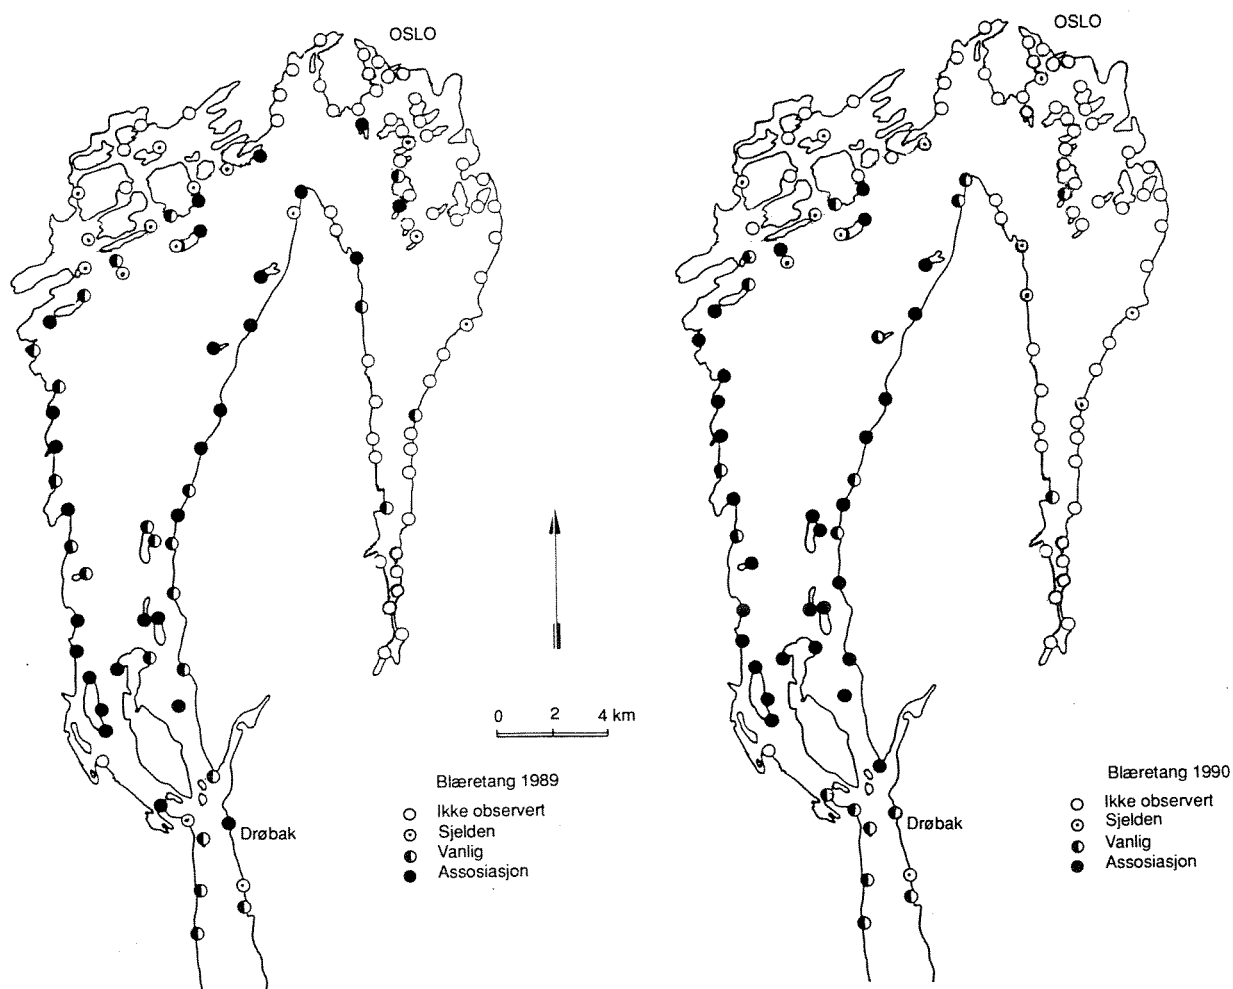 OSLO
OSLO
0 2 4 km
Blæretang 1989
Ikke observert
Sjelden
Vanlig
Assosiasjon
Drøbak
Blæretang 1990
Ikke observert
Sjelden
Vanlig
Assosiasjon
Drøbak